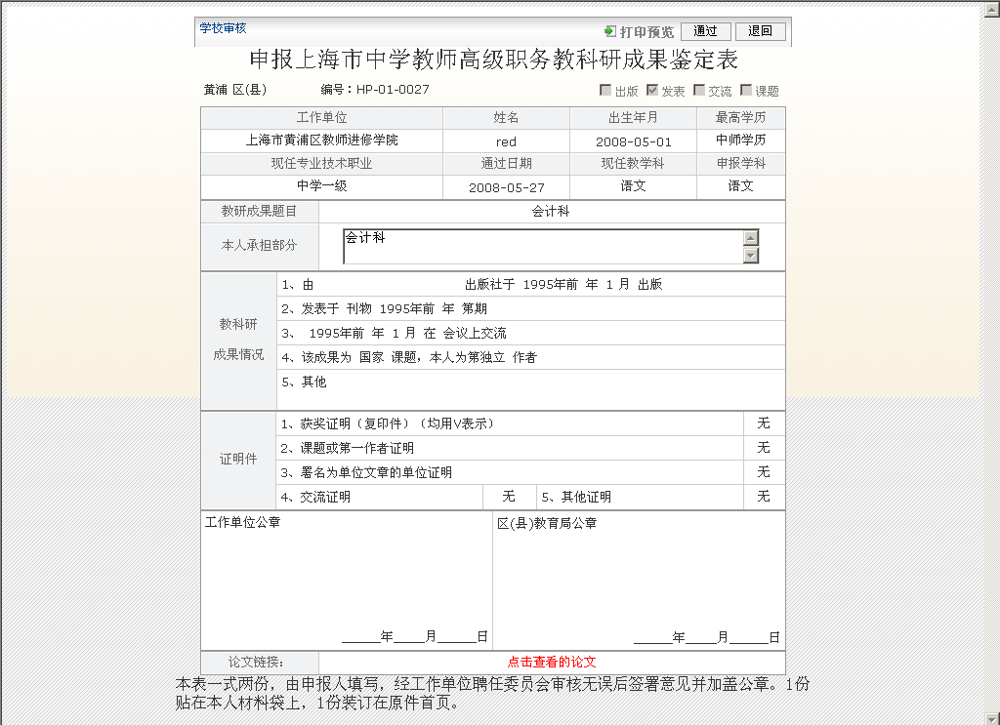 学校审核 打印预览 通过 退回
申报上海市中学教师高级职务教科研成果鉴定表
黄浦 区(县) 编号：HP-01-0027 出版 发表 交流 课题
工作单位 姓名 出生年月 最高学历
上海市黄浦区教师进修学院 red 2008-05-01 中师学历
现任专业技术职业 通过日期 现任教学科 申报学科
中学一级 2008-05-27 语文 语文
教研成果题目 会计科
本人承担部分 会计科
教科研
成果情况
1、由 出版社于 1995年前 年 1 月 出版
2、发表于 刊物 1995年前 年 第期
3、 1995年前 年 1 月 在 会议上交流
4、该成果为 国家 课题，本人为第独立 作者
5、其他
证明件
1、获奖证明（复印件）（均用V表示） 无
2、课题或第一作者证明 无
3、署名为单位文章的单位证明 无
4、交流证明 无 5、其他证明 无
工作单位公章 区(县)教育局公章
______年_____月______日 ______年_____月______日
论文链接： 点击查看的论文
本表一式两份，由申报人填写，经工作单位聘任委员会审核无误后签署意见并加盖公章。1份
贴在本人材料袋上，1份装订在原件首页。